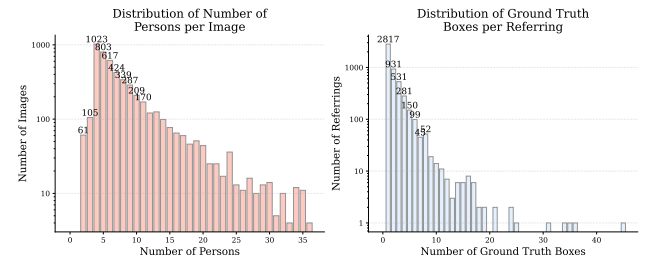 Distribution of Number of
Persons per Image
Number of Images
1000
100
10
61
105
1023
803
617
424
339
287
209
170
0 5 10 15 20 25 30 35
Number of Persons
Distribution of Ground Truth
Boxes per Referring
Number of Referrings
1000
100
10
1
2817
931
531
281
150
99
45
52
0 10 20 30 40
Number of Ground Truth Boxes